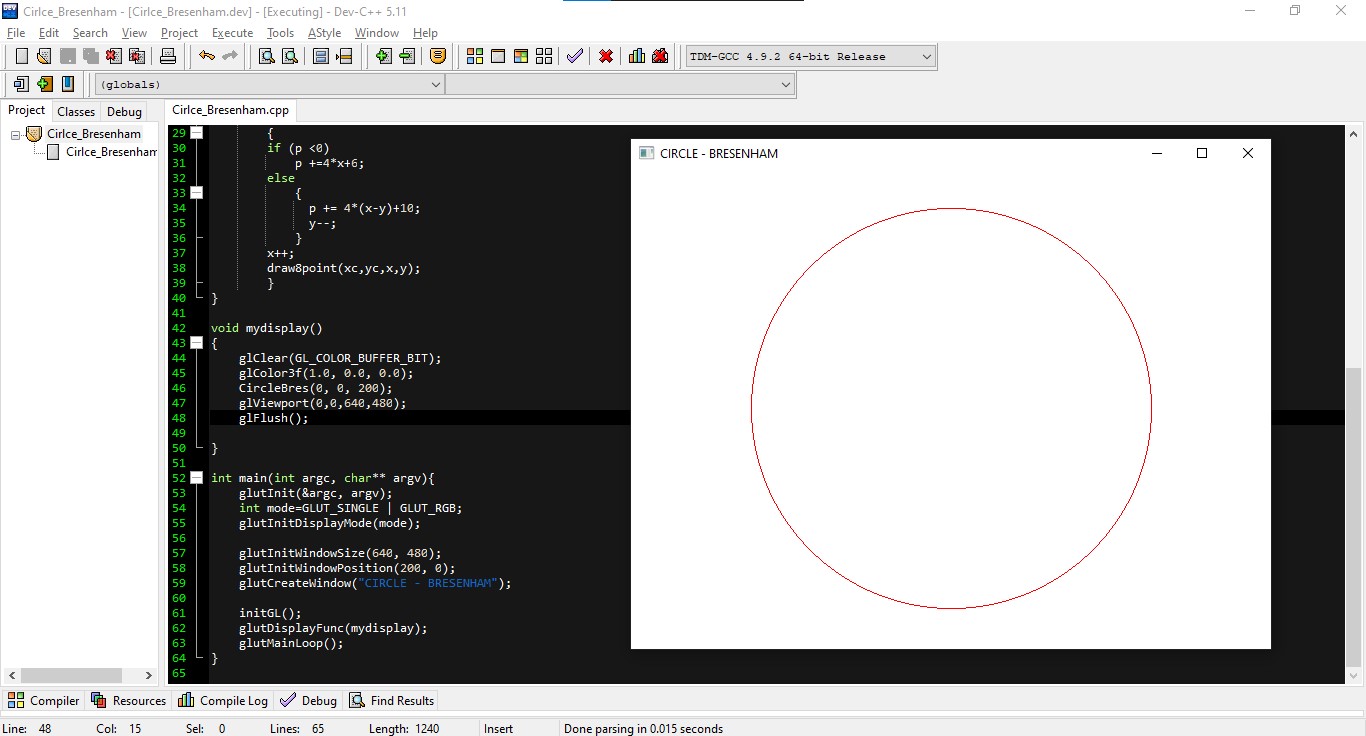 Cirlce_Bresenham - [Cirlce_Bresenham.dev] - [Executing] - Dev-C++ 5.11
File Edit Search View Project Execute Tools AStyle Window Help
TDM-GCC 4.9.2 64-bit Release
(globals)
Project Classes Debug
Cirlce_Bresenham
Cirlce_Bresenham
Cirlce_Bresenham.cpp
29 {
30 if (p <0)
31 p +=4*x+6;
32 else
33 {
34 p += 4*(x-y)+10;
35 y--;
36 }
37 x++;
38 draw8point(xc,yc,x,y);
39 }
40 }
41
42 void mydisplay()
43 {
44 glClear(GL_COLOR_BUFFER_BIT);
45 glColor3f(1.0, 0.0, 0.0);
46 CircleBres(0, 0, 200);
47 glViewport(0,0,640,480);
48 glFlush();
49
50 }
51
52 int main(int argc, char** argv){
53 glutInit(&argc, argv);
54 int mode=GLUT_SINGLE | GLUT_RGB;
55 glutInitDisplayMode(mode);
56
57 glutInitWindowSize(640, 480);
58 glutInitWindowPosition(200, 0);
59 glutCreateWindow("CIRCLE - BRESENHAM");
60
61 initGL();
62 glutDisplayFunc(mydisplay);
63 glutMainLoop();
64 }
65
CIRCLE - BRESENHAM
Compiler Resources Compile Log Debug Find Results
Line: 48 Col: 15 Sel: 0 Lines: 65 Length: 1240 Insert Done parsing in 0.015 seconds